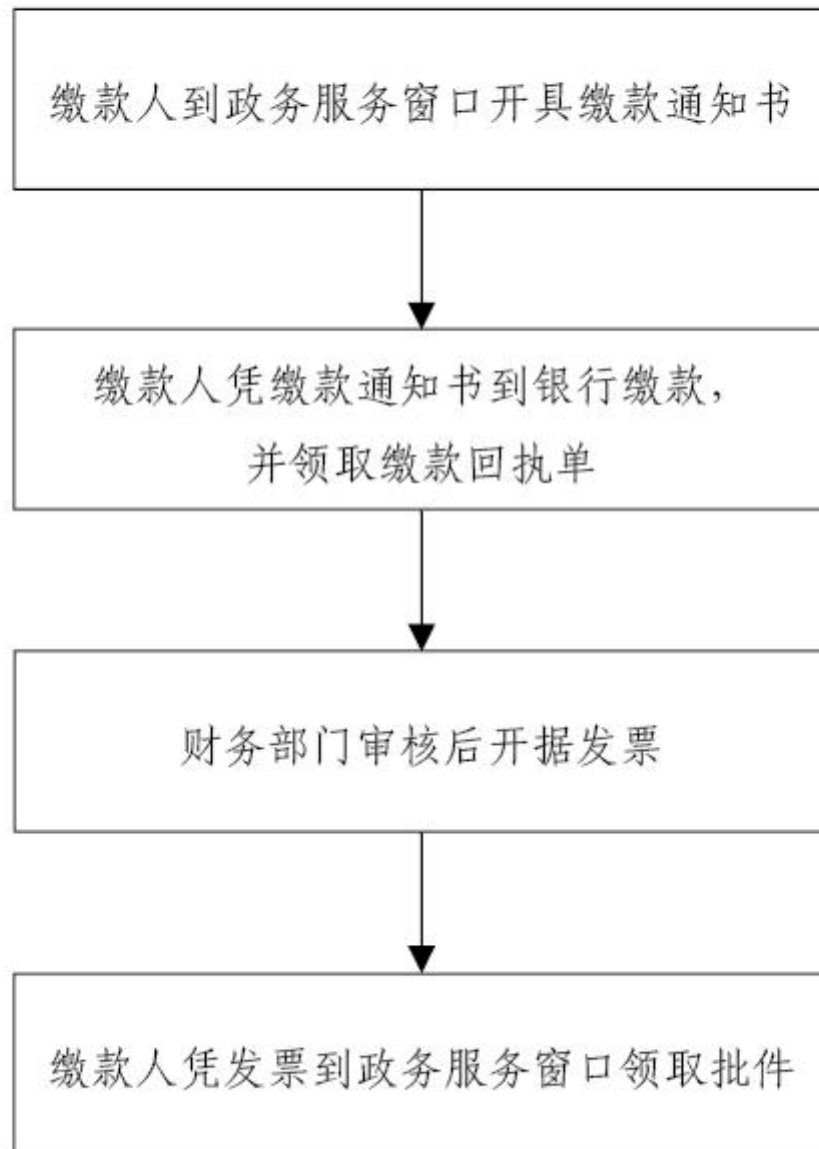 缴款人到政务服务窗口开具缴款通知书
缴款人凭缴款通知书到银行缴款，
并领取缴款回执单
财务部门审核后开据发票
缴款人凭发票到政务服务窗口领取批件